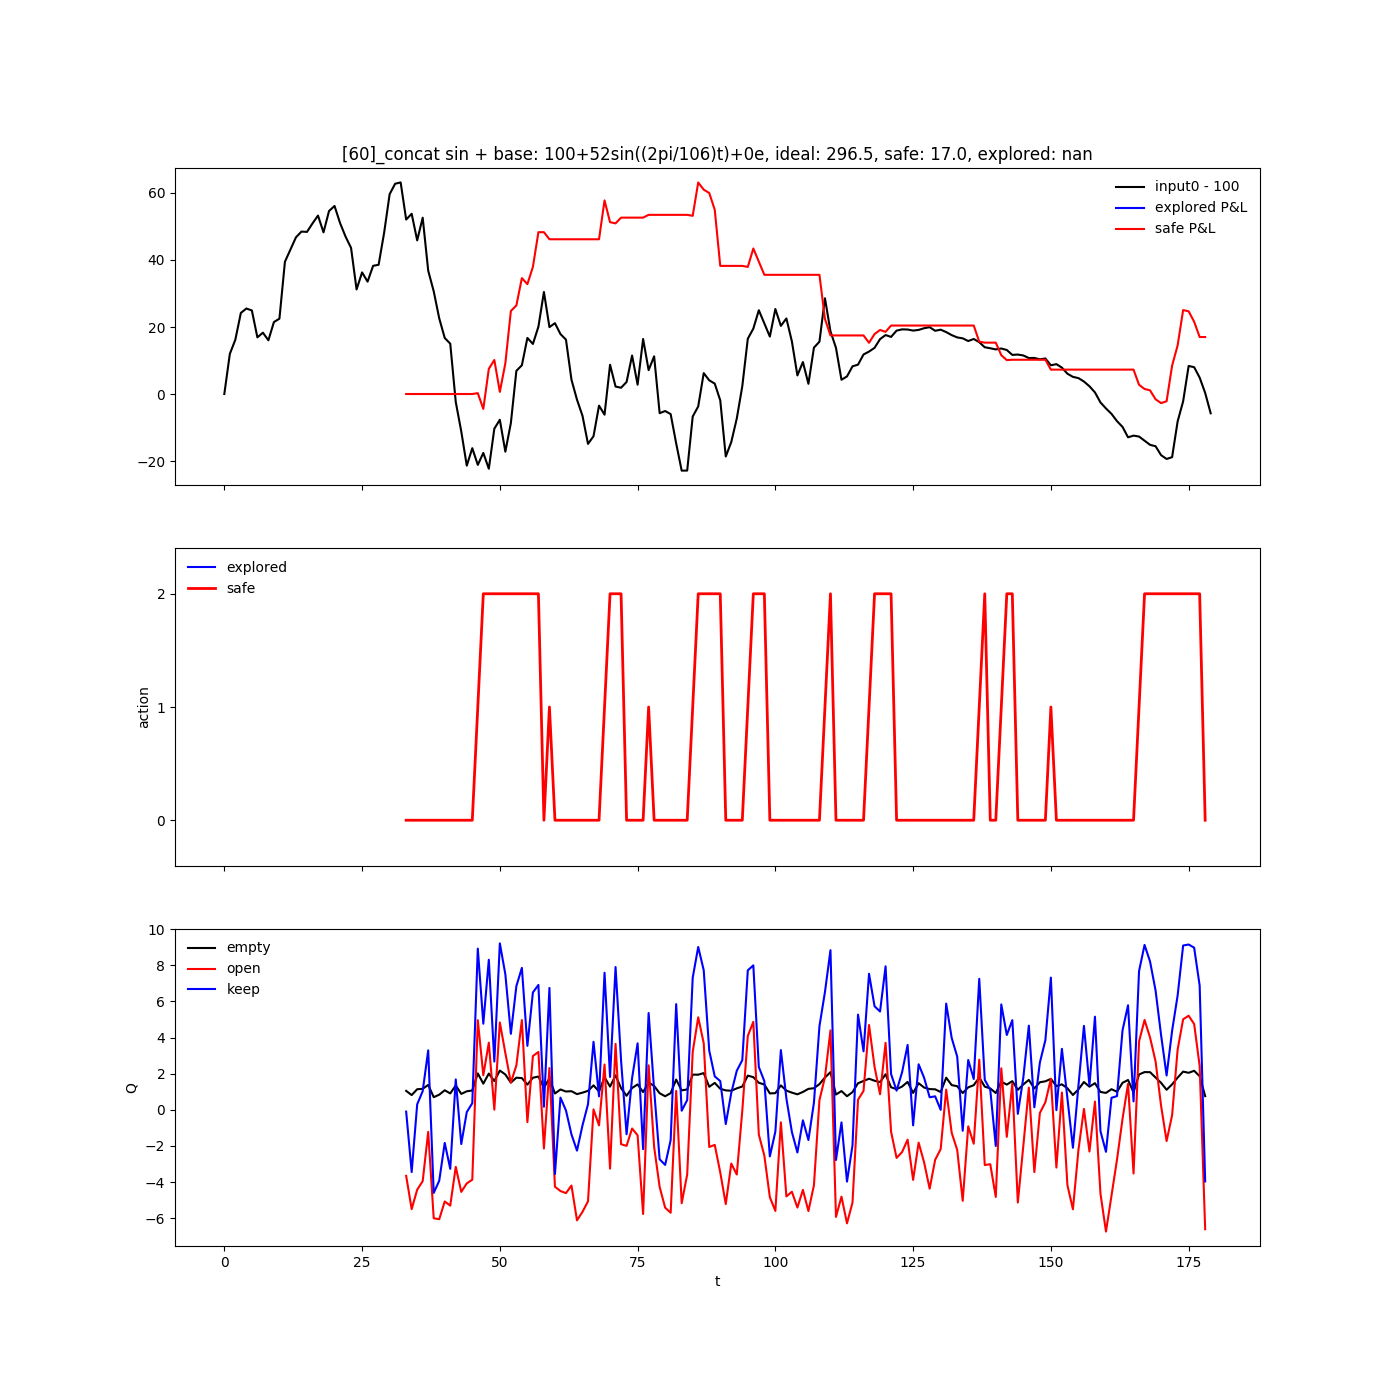 [60]_concat sin + base: 100+52sin((2pi/106)t)+0e, ideal: 296.5, safe: 17.0, explored: nan
60
40
20
0
−20
input0 - 100
explored P&L
safe P&L
explored
safe
2
1
0
action
10
8
6
4
2
0
−2
−4
−6
Q
empty
open
keep
0 25 50 75 100 125 150 175
t